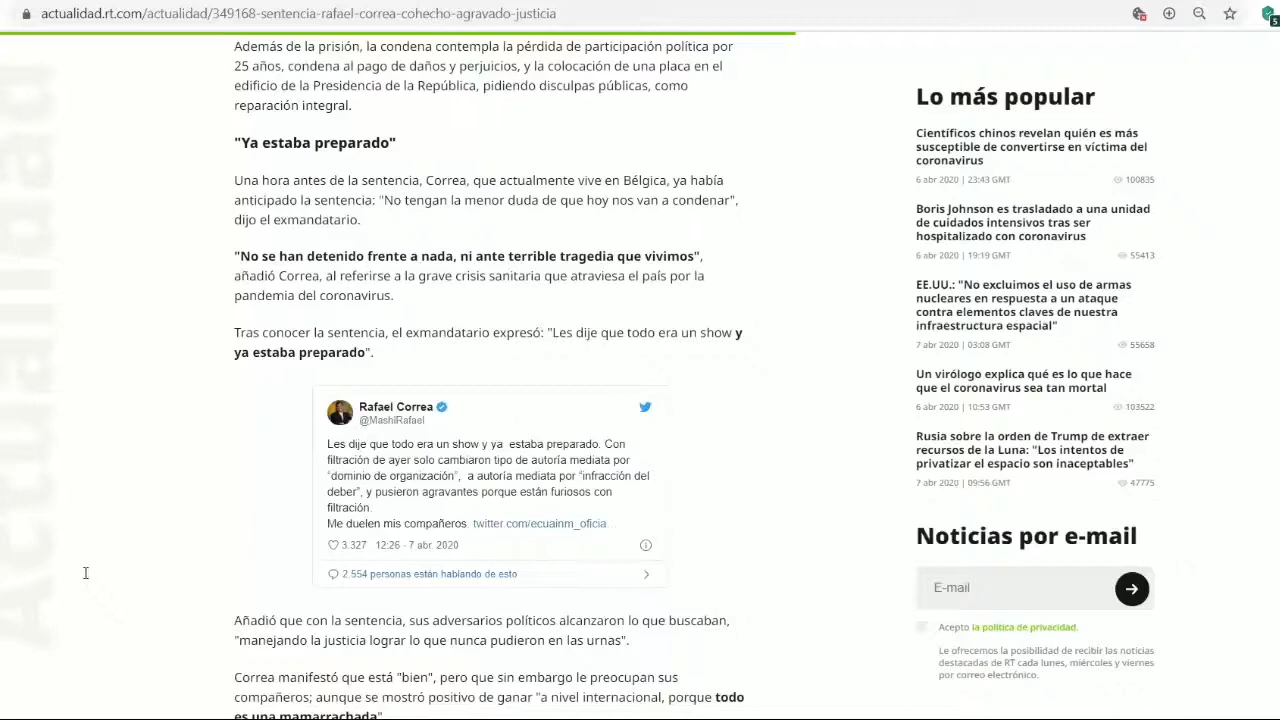 actualidad.rt.com/actualidad/349168-sentencia-rafael-correa-cohecho-agravado-justicia
5
Actualidad
Además de la prisión, la condena contempla la pérdida de participación política por
25 años, condena al pago de daños y perjuicios, y la colocación de una placa en el
edificio de la Presidencia de la República, pidiendo disculpas públicas, como
reparación integral.
"Ya estaba preparado"
Una hora antes de la sentencia, Correa, que actualmente vive en Bélgica, ya había
anticipado la sentencia: "No tengan la menor duda de que hoy nos van a condenar",
dijo el exmandatario.
"No se han detenido frente a nada, ni ante terrible tragedia que vivimos",
añadió Correa, al referirse a la grave crisis sanitaria que atraviesa el país por la
pandemia del coronavirus.
Tras conocer la sentencia, el exmandatario expresó: "Les dije que todo era un show y
ya estaba preparado".
Rafael Correa
@MashiRafael
Les dije que todo era un show y ya estaba preparado. Con
filtración de ayer solo cambiaron tipo de autoría mediata por
“dominio de organización”, a autoría mediata por “infracción del
deber”, y pusieron agravantes porque están furiosos con
filtración.
Me duelen mis compañeros. twitter.com/ecuainm_oficia…
3.327 12:26 - 7 abr. 2020
2.554 personas están hablando de esto
Añadió que con la sentencia, sus adversarios políticos alcanzaron lo que buscaban,
"manejando la justicia lograr lo que nunca pudieron en las urnas".
Correa manifestó que está "bien", pero que sin embargo le preocupan sus
compañeros; aunque se mostró positivo de ganar "a nivel internacional, porque todo
es una mamarrachada"
Lo más popular
Científicos chinos revelan quién es más
susceptible de convertirse en víctima del
coronavirus
6 abr 2020 | 23:43 GMT 100835
Boris Johnson es trasladado a una unidad
de cuidados intensivos tras ser
hospitalizado con coronavirus
6 abr 2020 | 19:19 GMT 55413
EE.UU.: "No excluimos el uso de armas
nucleares en respuesta a un ataque
contra elementos claves de nuestra
infraestructura espacial"
7 abr 2020 | 03:08 GMT 55658
Un virólogo explica qué es lo que hace
que el coronavirus sea tan mortal
6 abr 2020 | 10:53 GMT 103522
Rusia sobre la orden de Trump de extraer
recursos de la Luna: "Los intentos de
privatizar el espacio son inaceptables"
7 abr 2020 | 09:56 GMT 47775
Noticias por e-mail
E-mail
Acepto la política de privacidad.
Le ofrecemos la posibilidad de recibir las noticias
destacadas de RT cada lunes, miércoles y viernes
por correo electrónico.